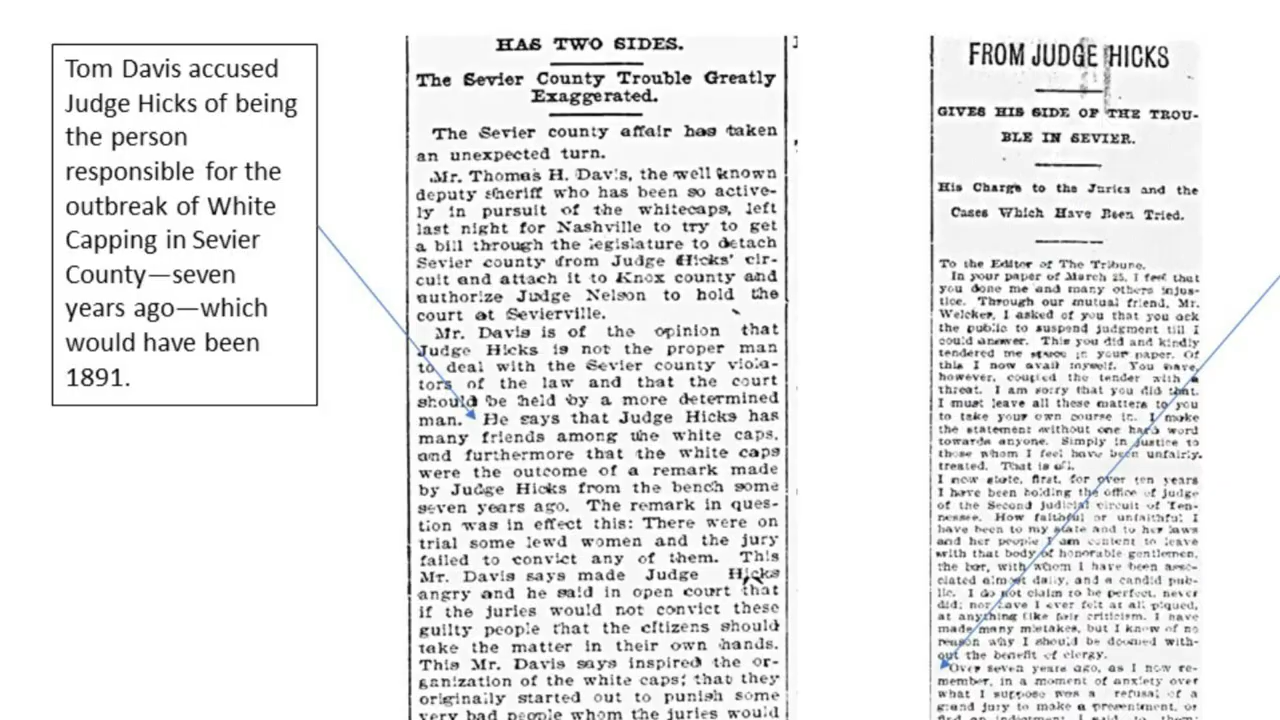 Tom Davis accused
Judge Hicks of being
the person
responsible for the
outbreak of White
Capping in Sevier
County—seven
years ago—which
would have been
1891.
HAS TWO SIDES.
The Sevier County Trouble Greatly
Exaggerated.
The Sevier county affair has taken
an unexpected turn.
Mr. Thomas H. Davis, the well known
deputy sheriff who has been so active-
ly in pursuit of the whitecaps, left
last night for Nashville to try to get
a bill through the legislature to detach
Sevier county from Judge Hicks' cir-
cuit and attach it to Knox county and
authorize Judge Nelson to hold the
court at Sevierville.
Mr. Davis is of the opinion that
Judge Hicks is not the proper man
to deal with the Sevier county viola-
tors of the law and that the court
should be held by a more determined
man. He says that Judge Hicks has
many friends among the white caps,
and furthermore that the white caps
were the outcome of a remark made
by Judge Hicks from the bench some
seven years ago. The remark in ques-
tion was in effect this: There were on
trial some lewd women and the jury
failed to convict any of them. This
Mr. Davis says made Judge Hicks
angry and he said in open court that
if the juries would not convict these
guilty people that the citizens should
take the matter in their own hands.
This Mr. Davis says inspired the or-
ganization of the white caps; that they
originally started out to punish some
very bad people whom the juries would
FROM JUDGE HICKS
GIVES HIS SIDE OF THE TROU-
BLE IN SEVIER.
His Charge to the Juries and the
Cases Which Have Been Tried.
To the Editor of The Tribune.
In your paper of March 25, I feel that
you done me and many others injus-
tice. Through our mutual friend, Mr.
Welcker, I asked of you that you ask
the public to suspend judgment till I
could answer. This you did and kindly
tendered me space in your paper. Of
this I now avail myself. You have,
however, coupled the tender with a
threat. I am sorry that you did that.
I must leave all these matters to you
to take your own course in. I make
the statement without one hard word
towards anyone. Simply in justice to
those whom I feel have been unfairly
treated. That is all.
I now state, first, for over ten years
I have been holding the office of judge
of the Second judicial circuit of Ten-
nessee. How faithful or unfaithful I
have been to my state and to her laws
and her people I am content to leave
with that body of honorable gentlemen,
the bar, with whom I have been asso-
ciated almost daily, and a candid pub-
lic. I do not claim to be perfect, never
did; nor have I ever felt at all piqued,
at anything like fair criticism. I have
made many mistakes, but I know of no
reason why I should be doomed with-
out the benefit of clergy.
Over seven years ago, as I now re-
member, in a moment of anxiety over
what I suppose was a refusal of a
grand jury to make a presentment, or
find an indictment, I said to them: